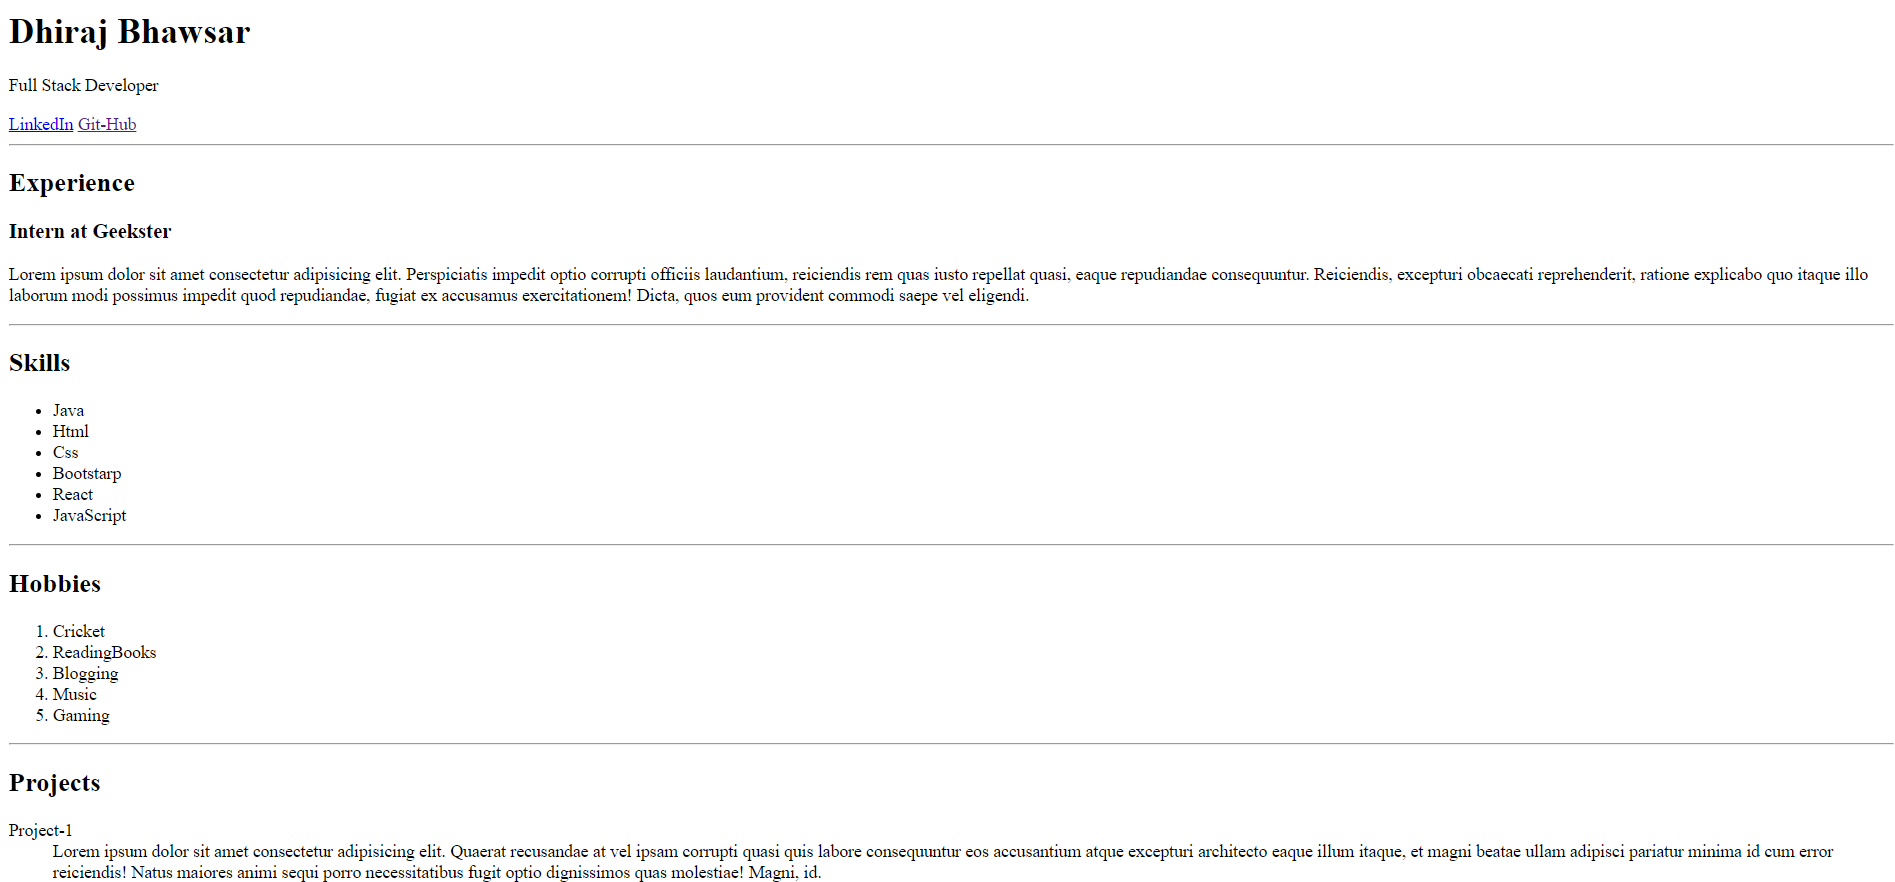 Dhiraj Bhawsar
Full Stack Developer
LinkedIn Git-Hub
Experience
Intern at Geekster
Lorem ipsum dolor sit amet consectetur adipisicing elit. Perspiciatis impedit optio corrupti officiis laudantium, reiciendis rem quas iusto repellat quasi, eaque repudiandae consequuntur. Reiciendis, excepturi obcaecati reprehenderit, ratione explicabo quo itaque illo
laborum modi possimus impedit quod repudiandae, fugiat ex accusamus exercitationem! Dicta, quos eum provident commodi saepe vel eligendi.
Skills
• Java
• Html
• Css
• Bootstarp
• React
• JavaScript
Hobbies
1. Cricket
2. ReadingBooks
3. Blogging
4. Music
5. Gaming
Projects
Project-1
Lorem ipsum dolor sit amet consectetur adipisicing elit. Quaerat recusandae at vel ipsam corrupti quasi quis labore consequuntur eos accusantium atque excepturi architecto eaque illum itaque, et magni beatae ullam adipisci pariatur minima id cum error
reiciendis! Natus maiores animi sequi porro necessitatibus fugit optio dignissimos quas molestiae! Magni, id.